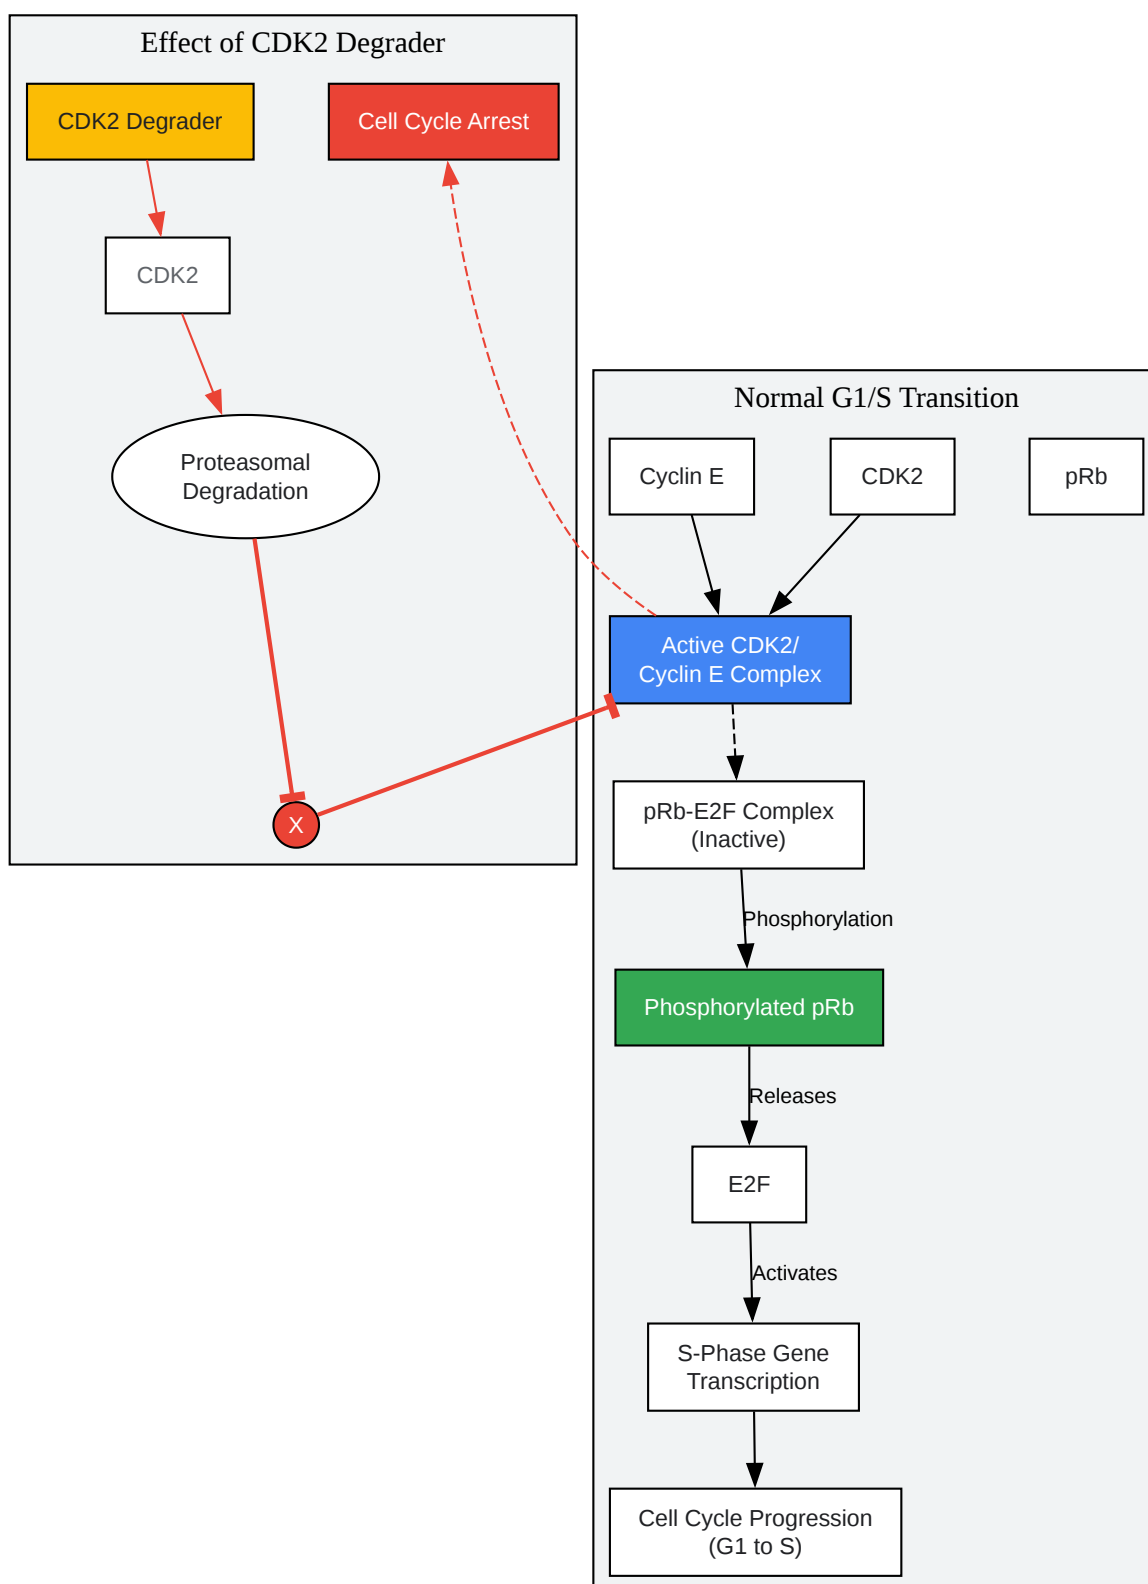 Effect of CDK2 Degrader
CDK2 Degrader
Cell Cycle Arrest
CDK2
Proteasomal
Degradation
X
Normal G1/S Transition
Cyclin E
CDK2
pRb
Active CDK2/
Cyclin E Complex
pRb-E2F Complex
(Inactive)
Phosphorylation
Phosphorylated pRb
Releases
E2F
Activates
S-Phase Gene
Transcription
Cell Cycle Progression
(G1 to S)